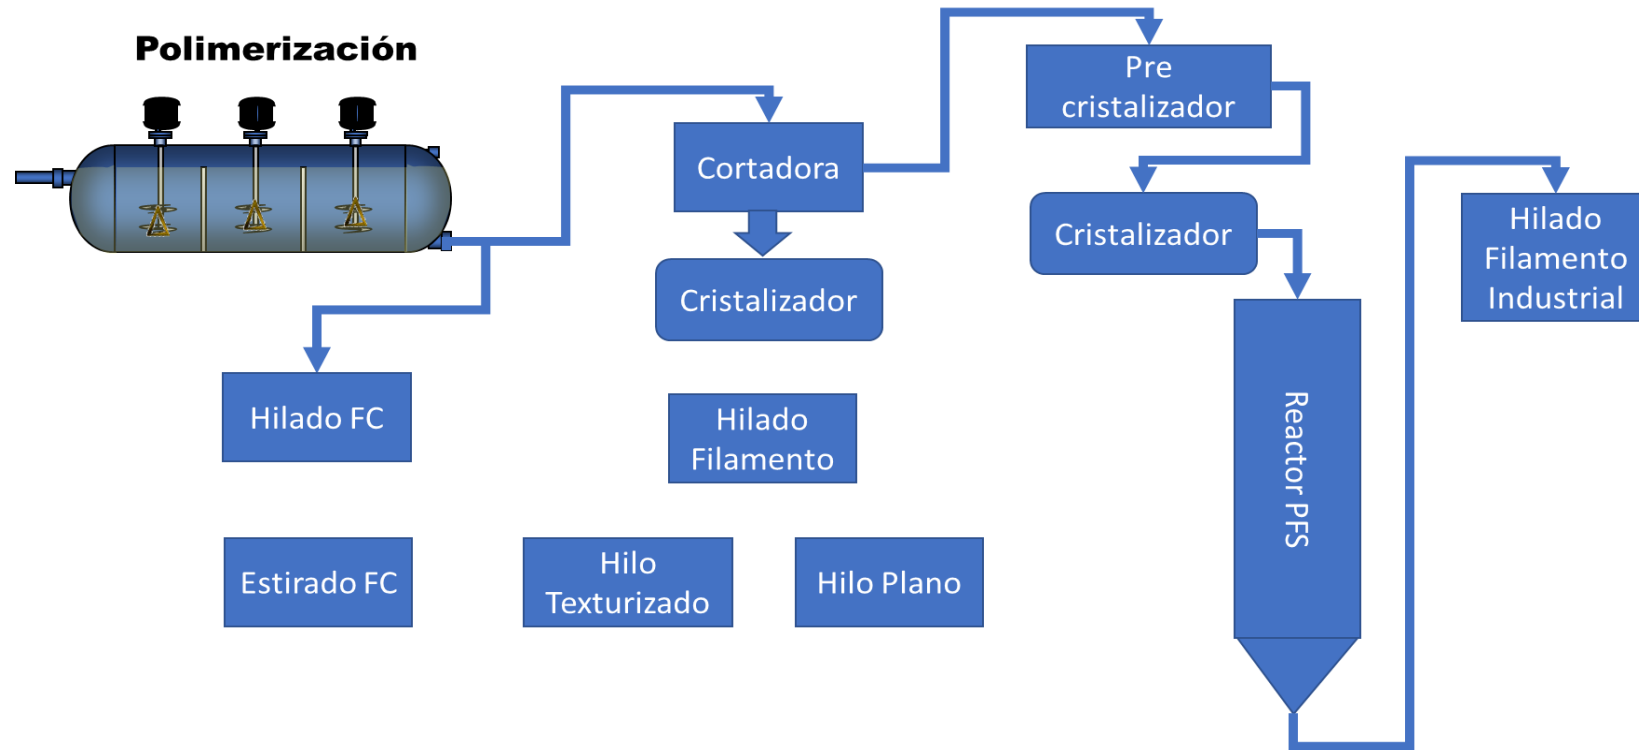 Polimerización
Pre
cristalizador
Cortadora
Cristalizador
Hilado
Filamento
Industrial
Cristalizador
Reactor PFS
Hilado FC
Hilado
Filamento
Estirado FC
Hilo
Texturizado
Hilo Plano